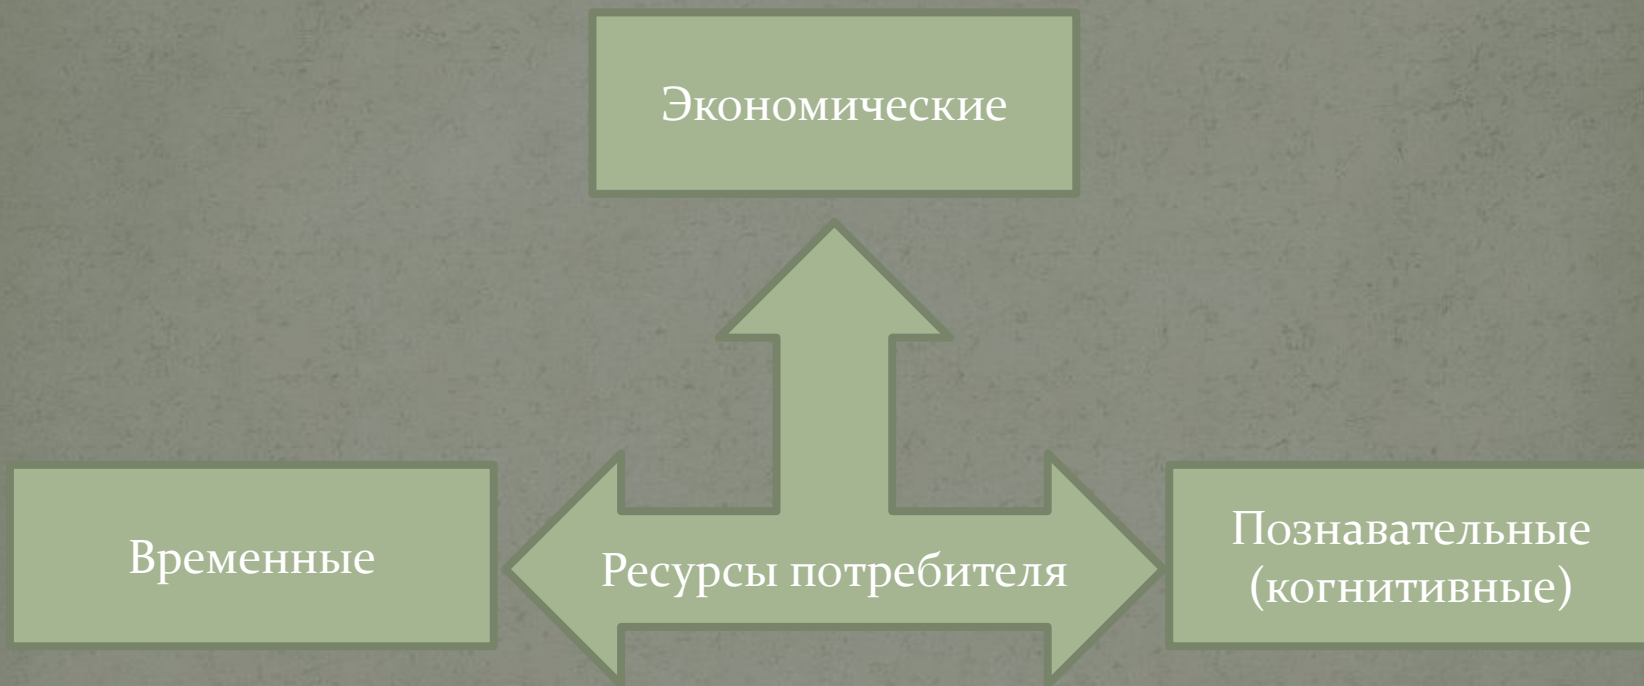 Экономические
Временные
Ресурсы потребителя
Познавательные
(когнитивные)